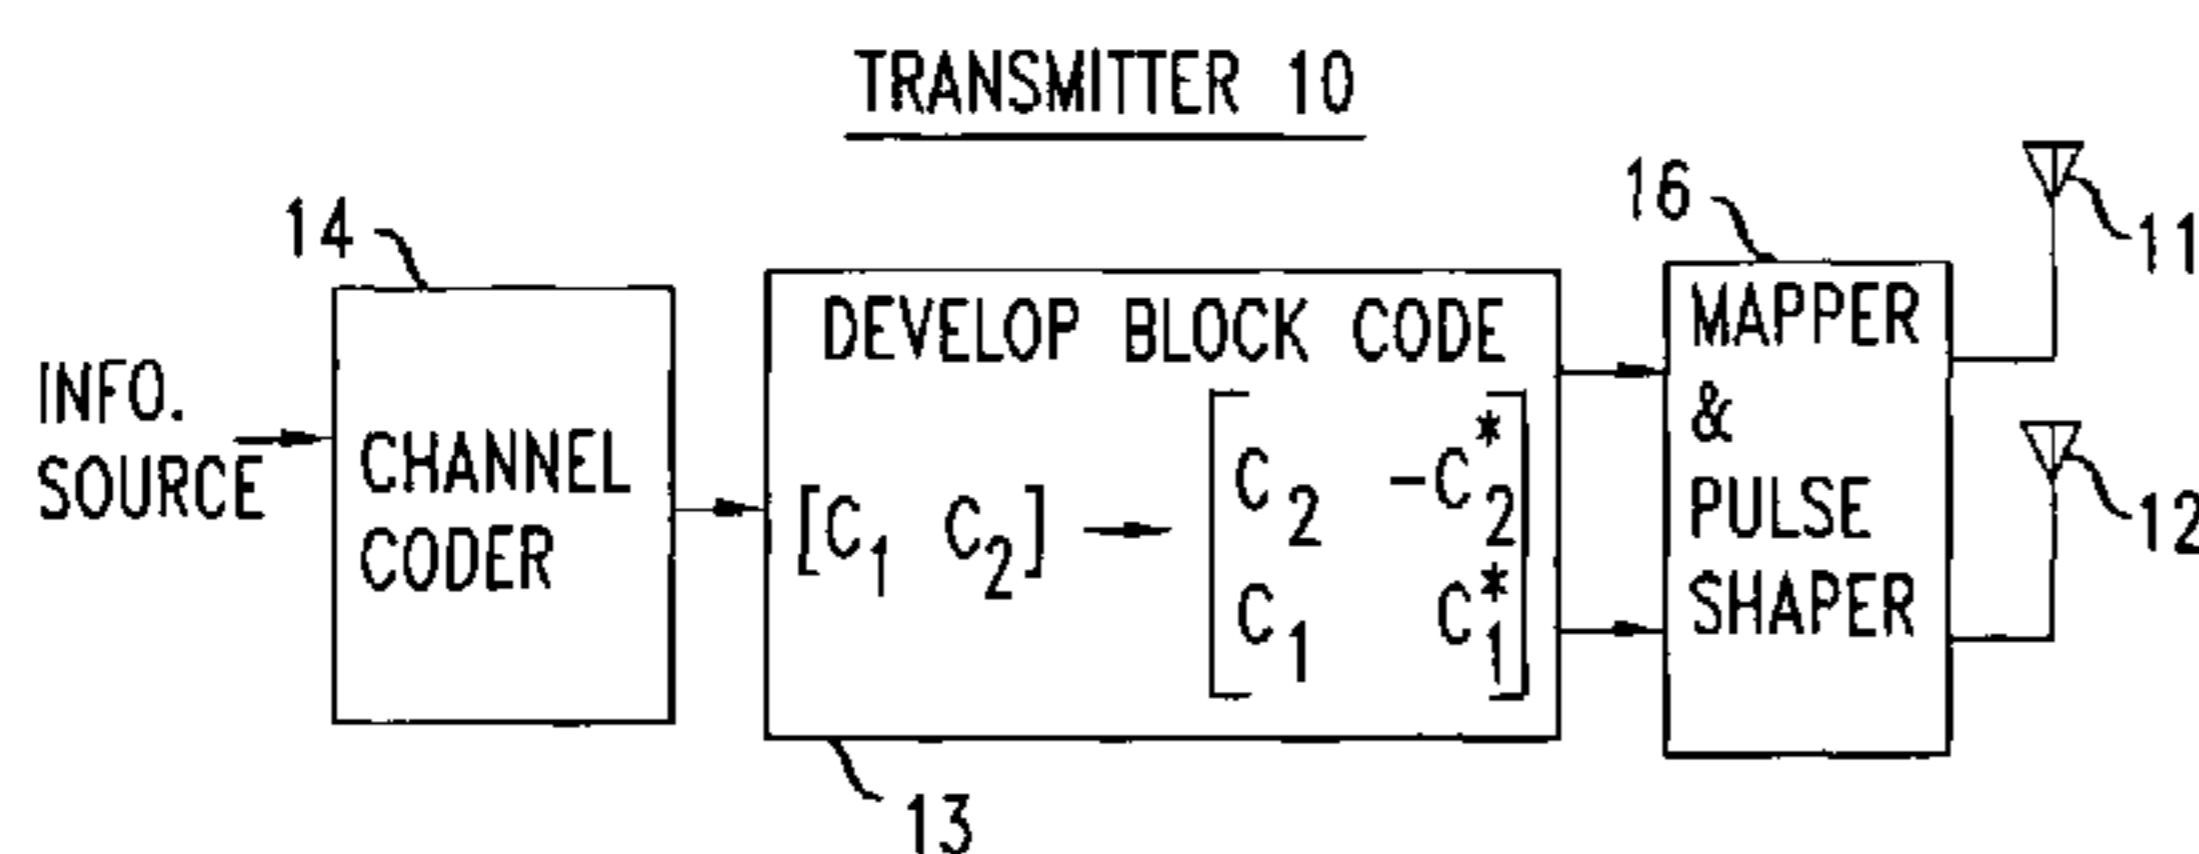 TRANSMITTER 10
14
INFO.
SOURCE
CHANNEL
CODER
DEVELOP BLOCK CODE
[C₁ C₂] → [C₂ -C₂*
C₁ C₁*]
13
16
MAPPER
&
PULSE
SHAPER
11
12